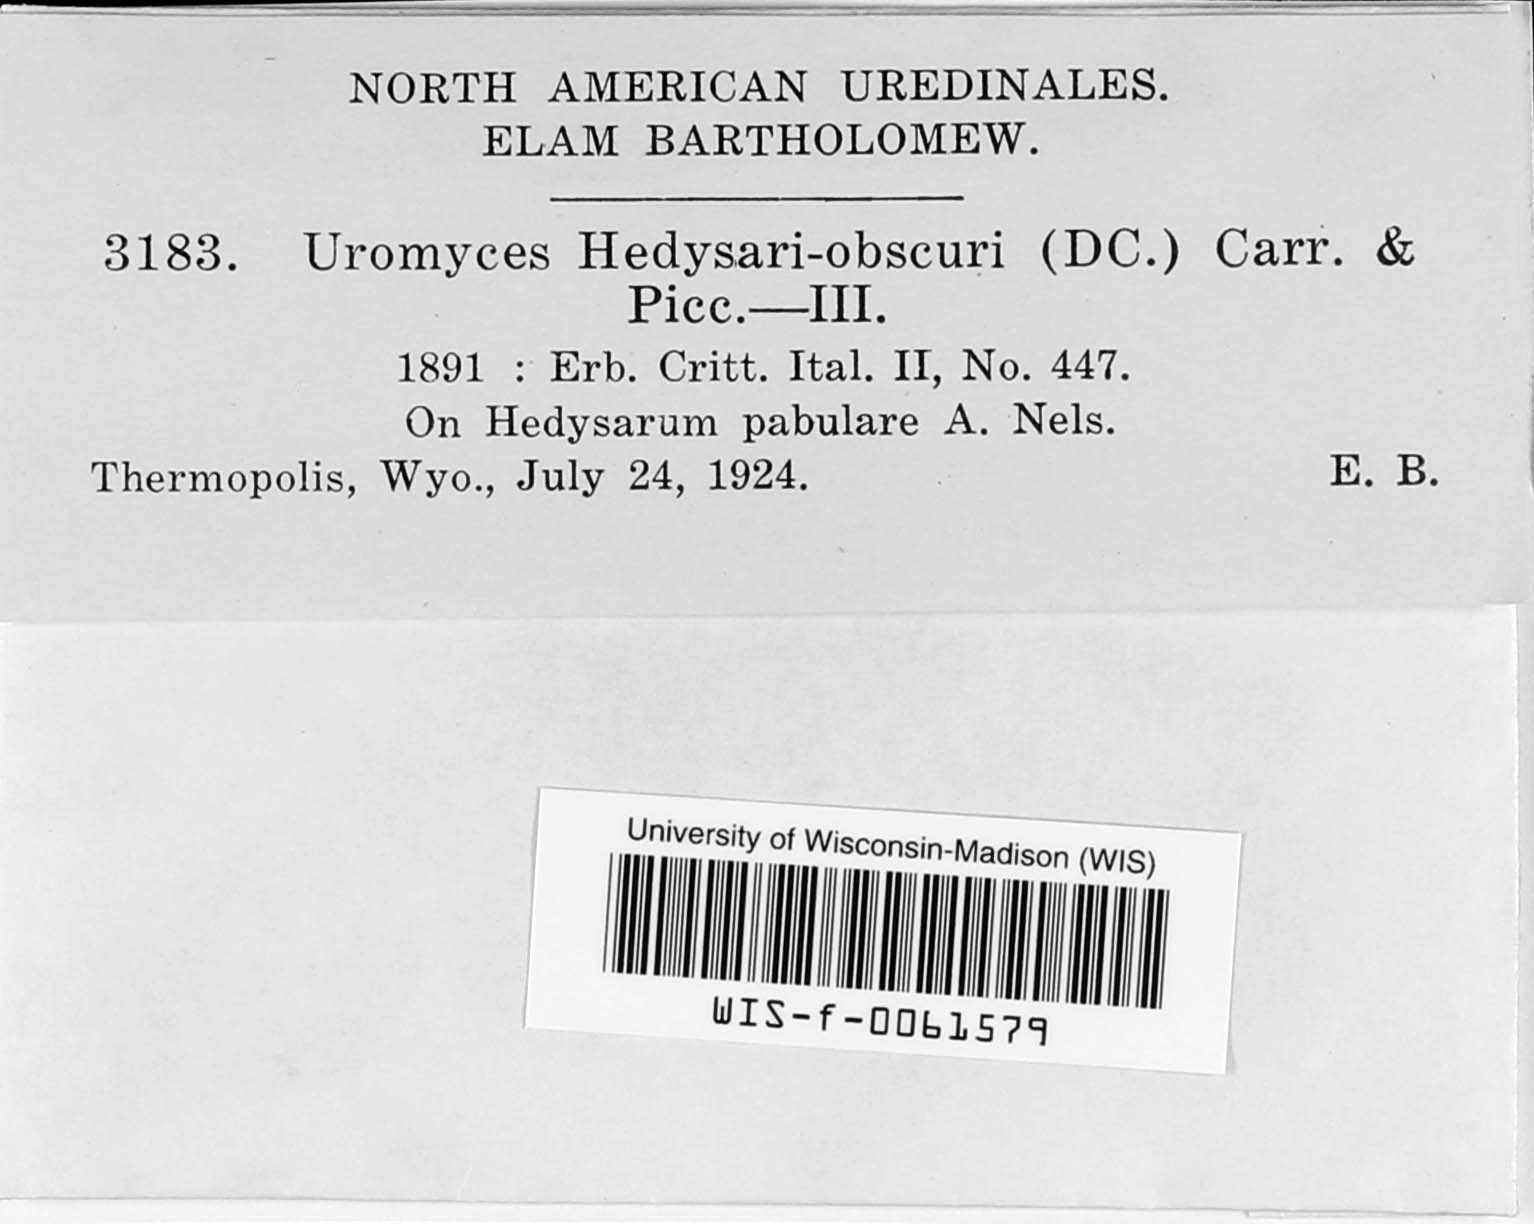 NORTH AMERICAN UREDINALES.
ELAM BARTHOLOMEW.
3183. Uromyces Hedysari-obscuri (DC.) Carr. &
Picc.—III.
1891 : Erb. Critt. Ital. II, No. 447.
On Hedysarum pabulare A. Nels.
Thermopolis, Wyo., July 24, 1924. E. B.
University of Wisconsin-Madison (WIS)
WIS-f-0061579